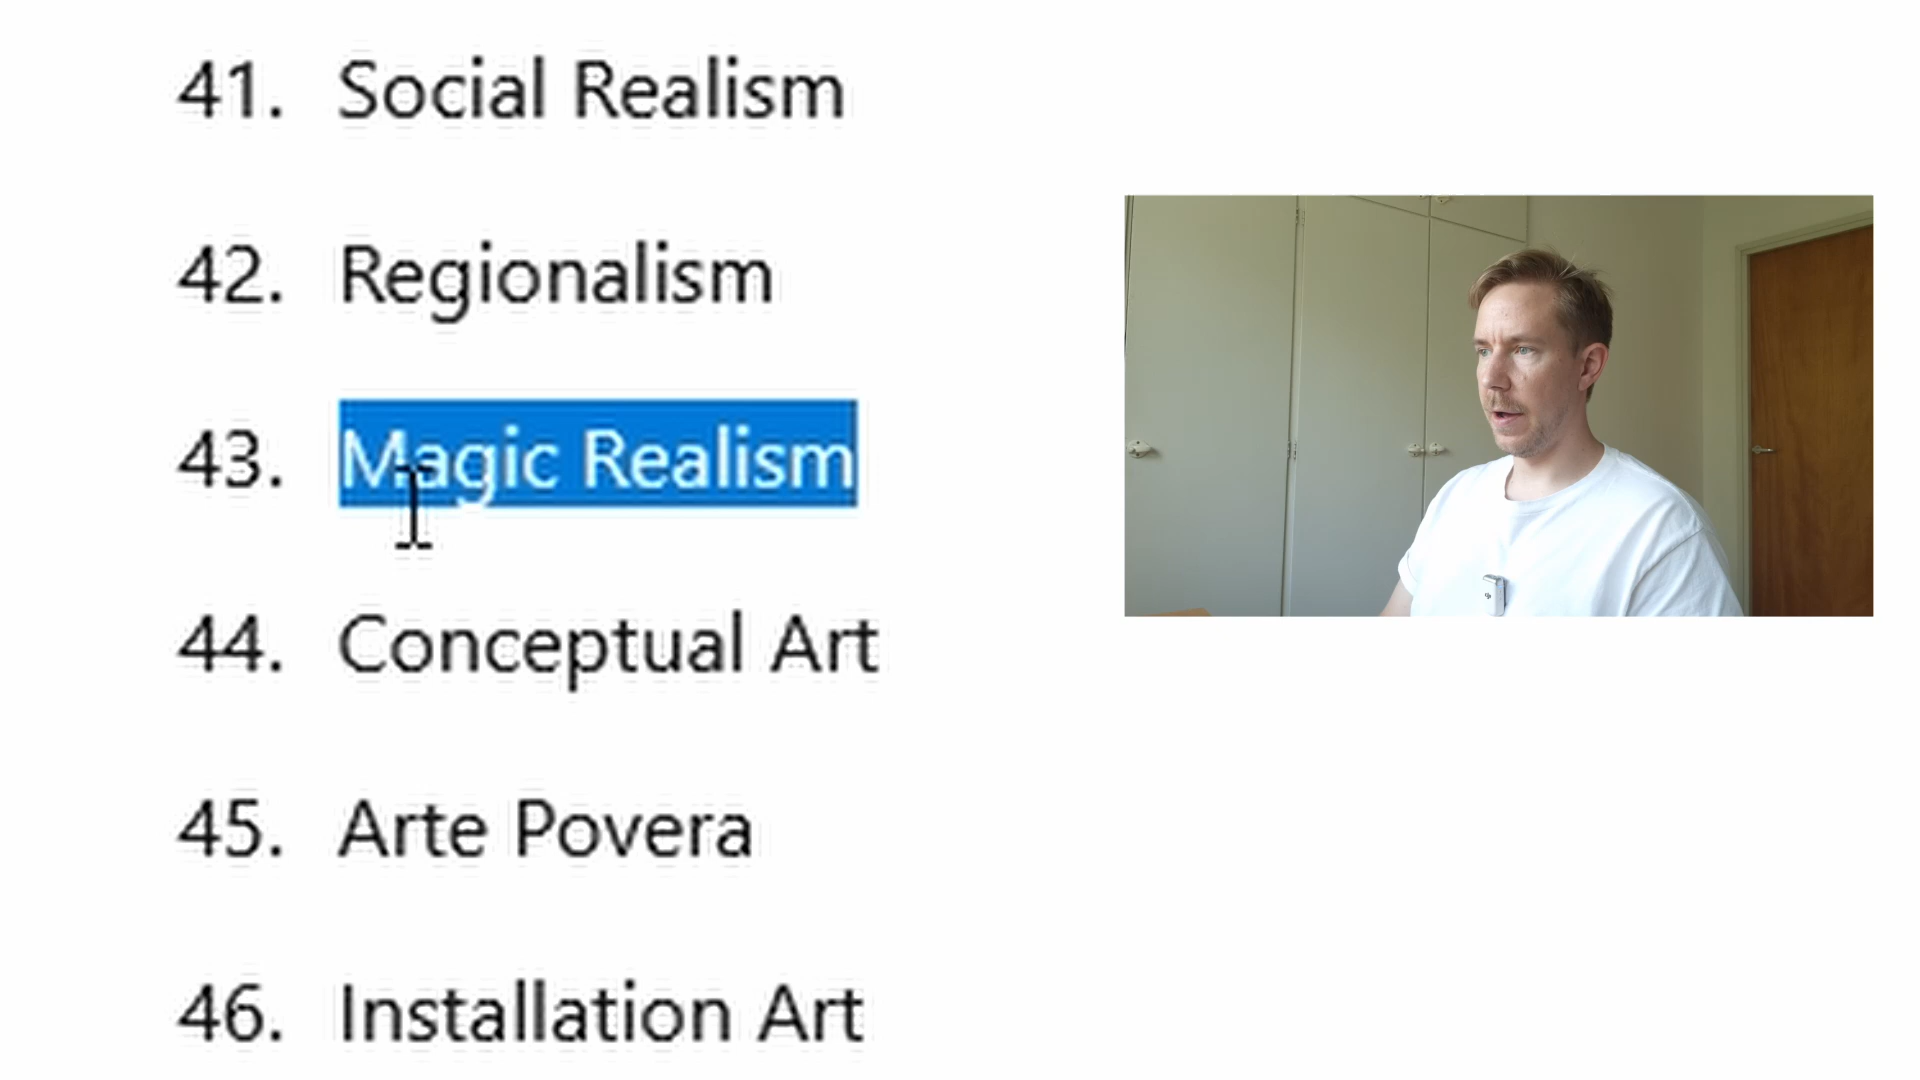 41. Social Realism
42. Regionalism
43. Magic Realism
44. Conceptual Art
45. Arte Povera
46. Installation Art